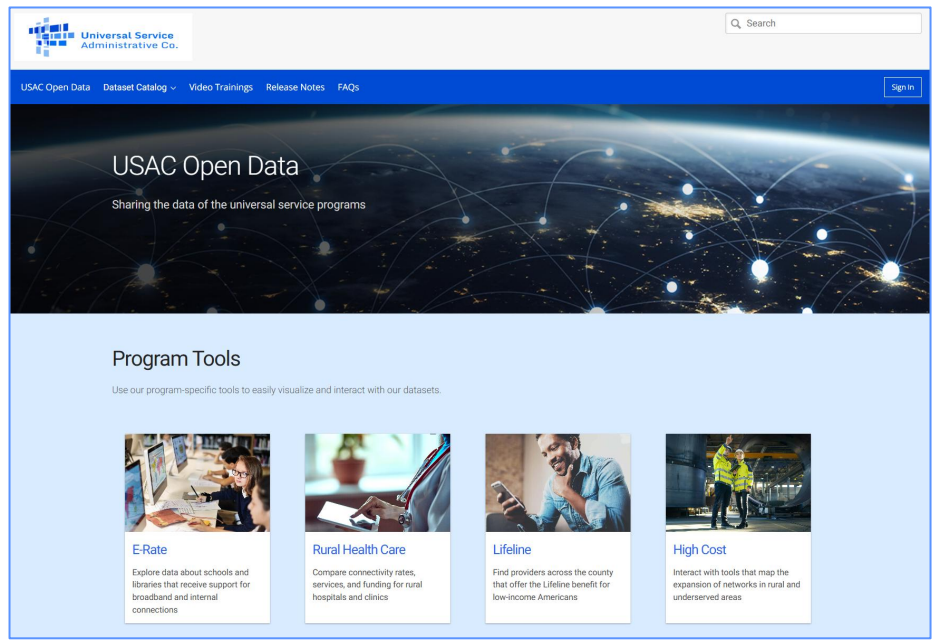 Universal Service
Administrative Co.
Search
USAC Open Data Dataset Catalog Video Trainings Release Notes FAQs Sign In
USAC Open Data
Sharing the data of the universal service programs
Program Tools
Use our program-specific tools to easily visualize and interact with our datasets.
E-Rate
Explore data about schools and
libraries that receive support for
broadband and internal
connections
Rural Health Care
Compare connectivity rates,
services, and funding for rural
hospitals and clinics
Lifeline
Find providers across the county
that offer the Lifeline benefit for
low-income Americans
High Cost
Interact with tools that map the
expansion of networks in rural and
underserved areas